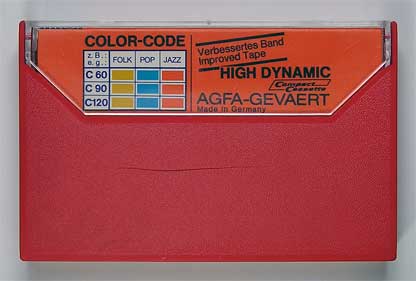 COLOR-CODE
z. B.: FOLK POP JAZZ
e. g.:
C 60
C 90
C120
Verbessertes Band
Improved Tape
HIGH DYNAMIC
Compact
Cassette
AGFA-GEVAERT
Made in Germany